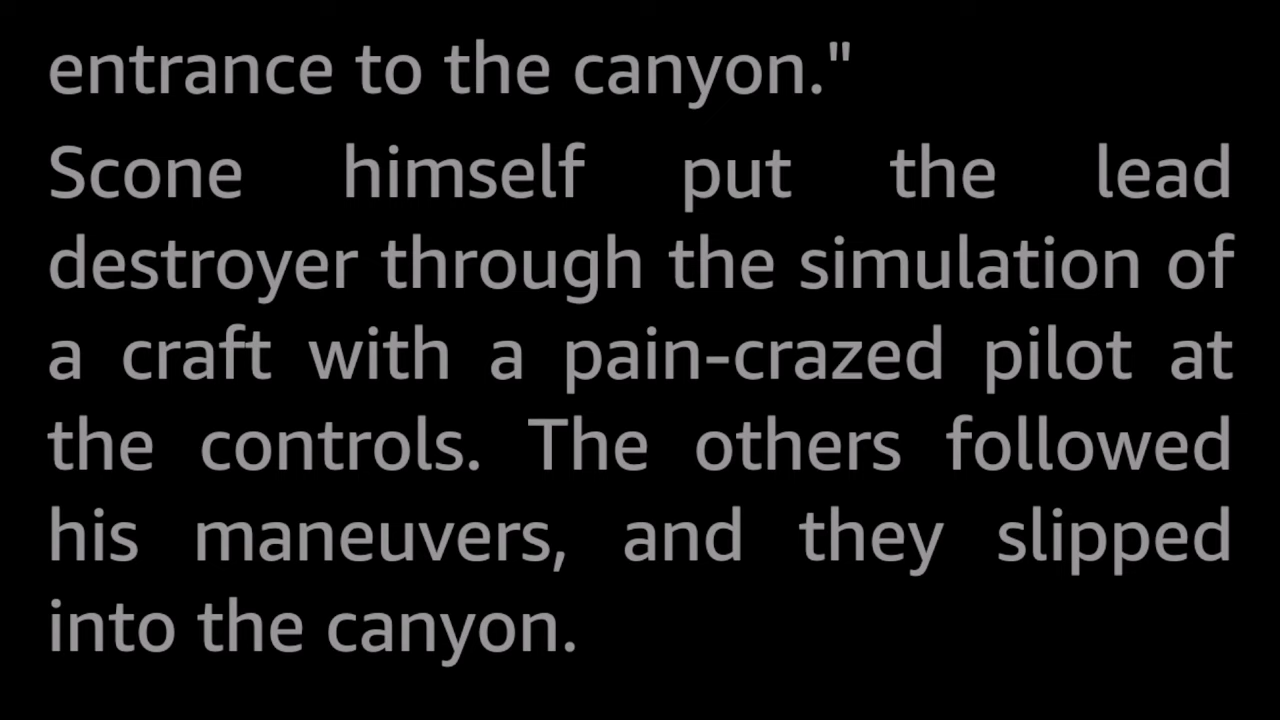 entrance to the canyon."
Scone himself put the lead
destroyer through the simulation of
a craft with a pain-crazed pilot at
the controls. The others followed
his maneuvers, and they slipped
into the canyon.